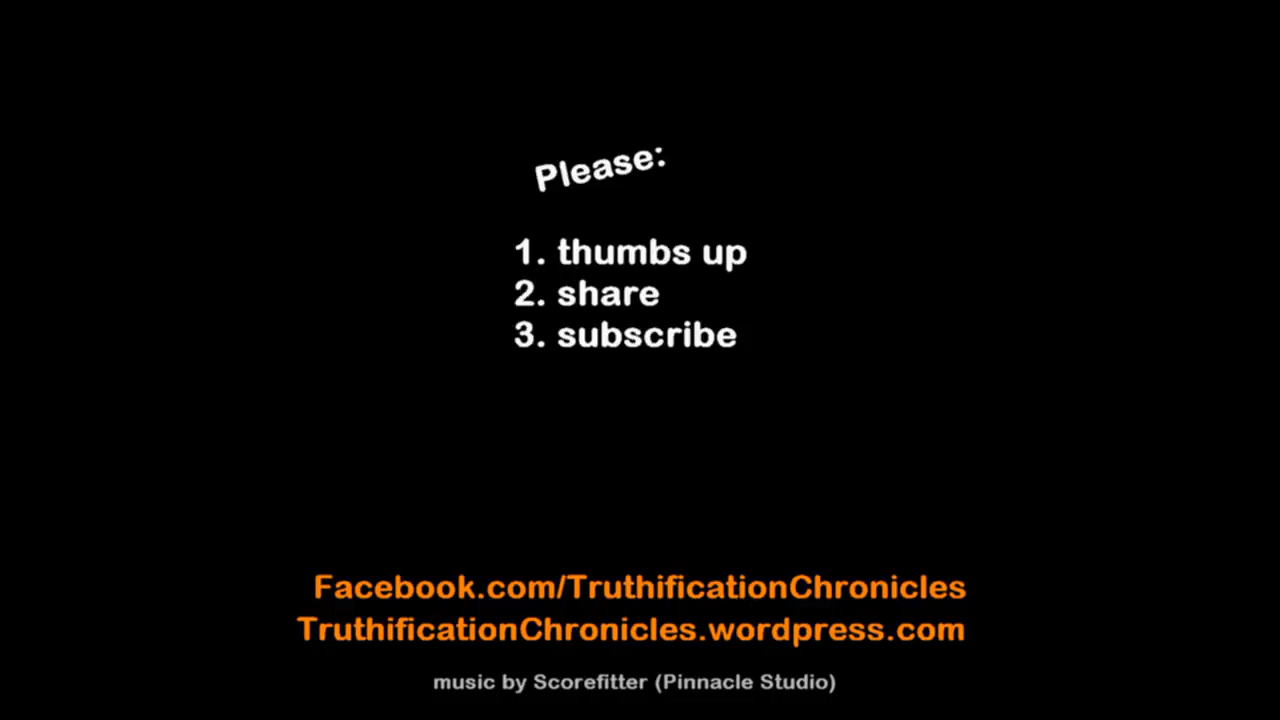 Please:
1. thumbs up
2. share
3. subscribe
Facebook.com/TruthificationChronicles
TruthificationChronicles.wordpress.com
music by Scorefitter (Pinnacle Studio)